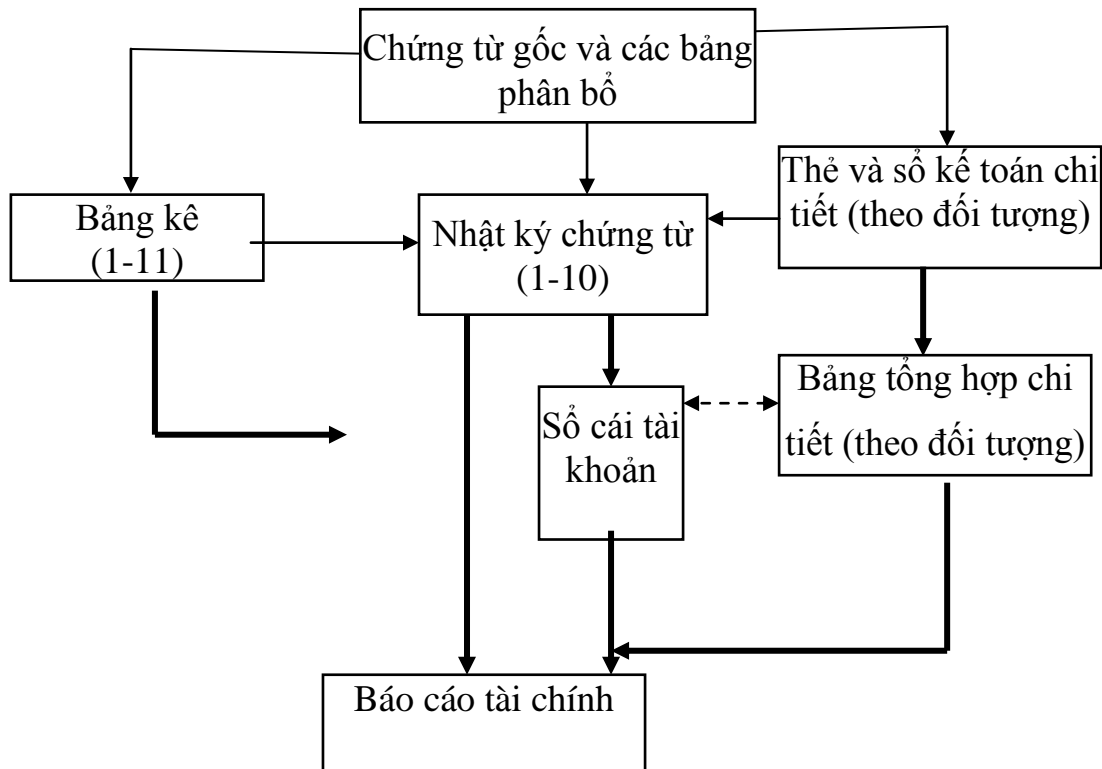 Chứng từ gốc và các bảng
phân bổ
Thẻ và sổ kế toán chi
tiết (theo đối tượng)
Bảng kê
(1-11)
Nhật ký chứng từ
(1-10)
Bảng tổng hợp chi
tiết (theo đối tượng)
Sổ cái tài
khoản
Báo cáo tài chính